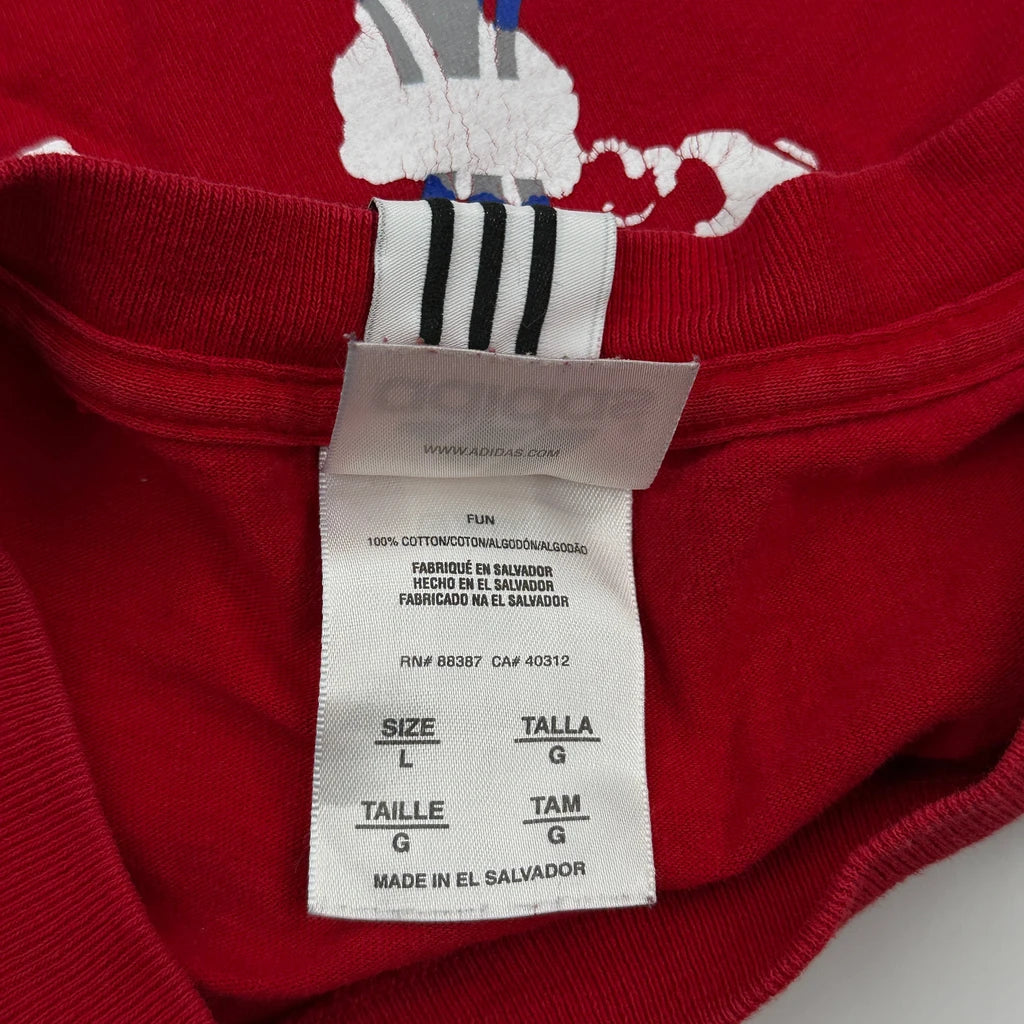 WWW.ADIDAS.COM
FUN
100% COTTON/COTON/ALGODÓN/ALGODÃO
FABRIQUÉ EN SALVADOR
HECHO EN EL SALVADOR
FABRICADO NA EL SALVADOR
RN# 88387 CA# 40312
SIZE
L
TALLA
G
TAILLE
G
TAM
G
MADE IN EL SALVADOR